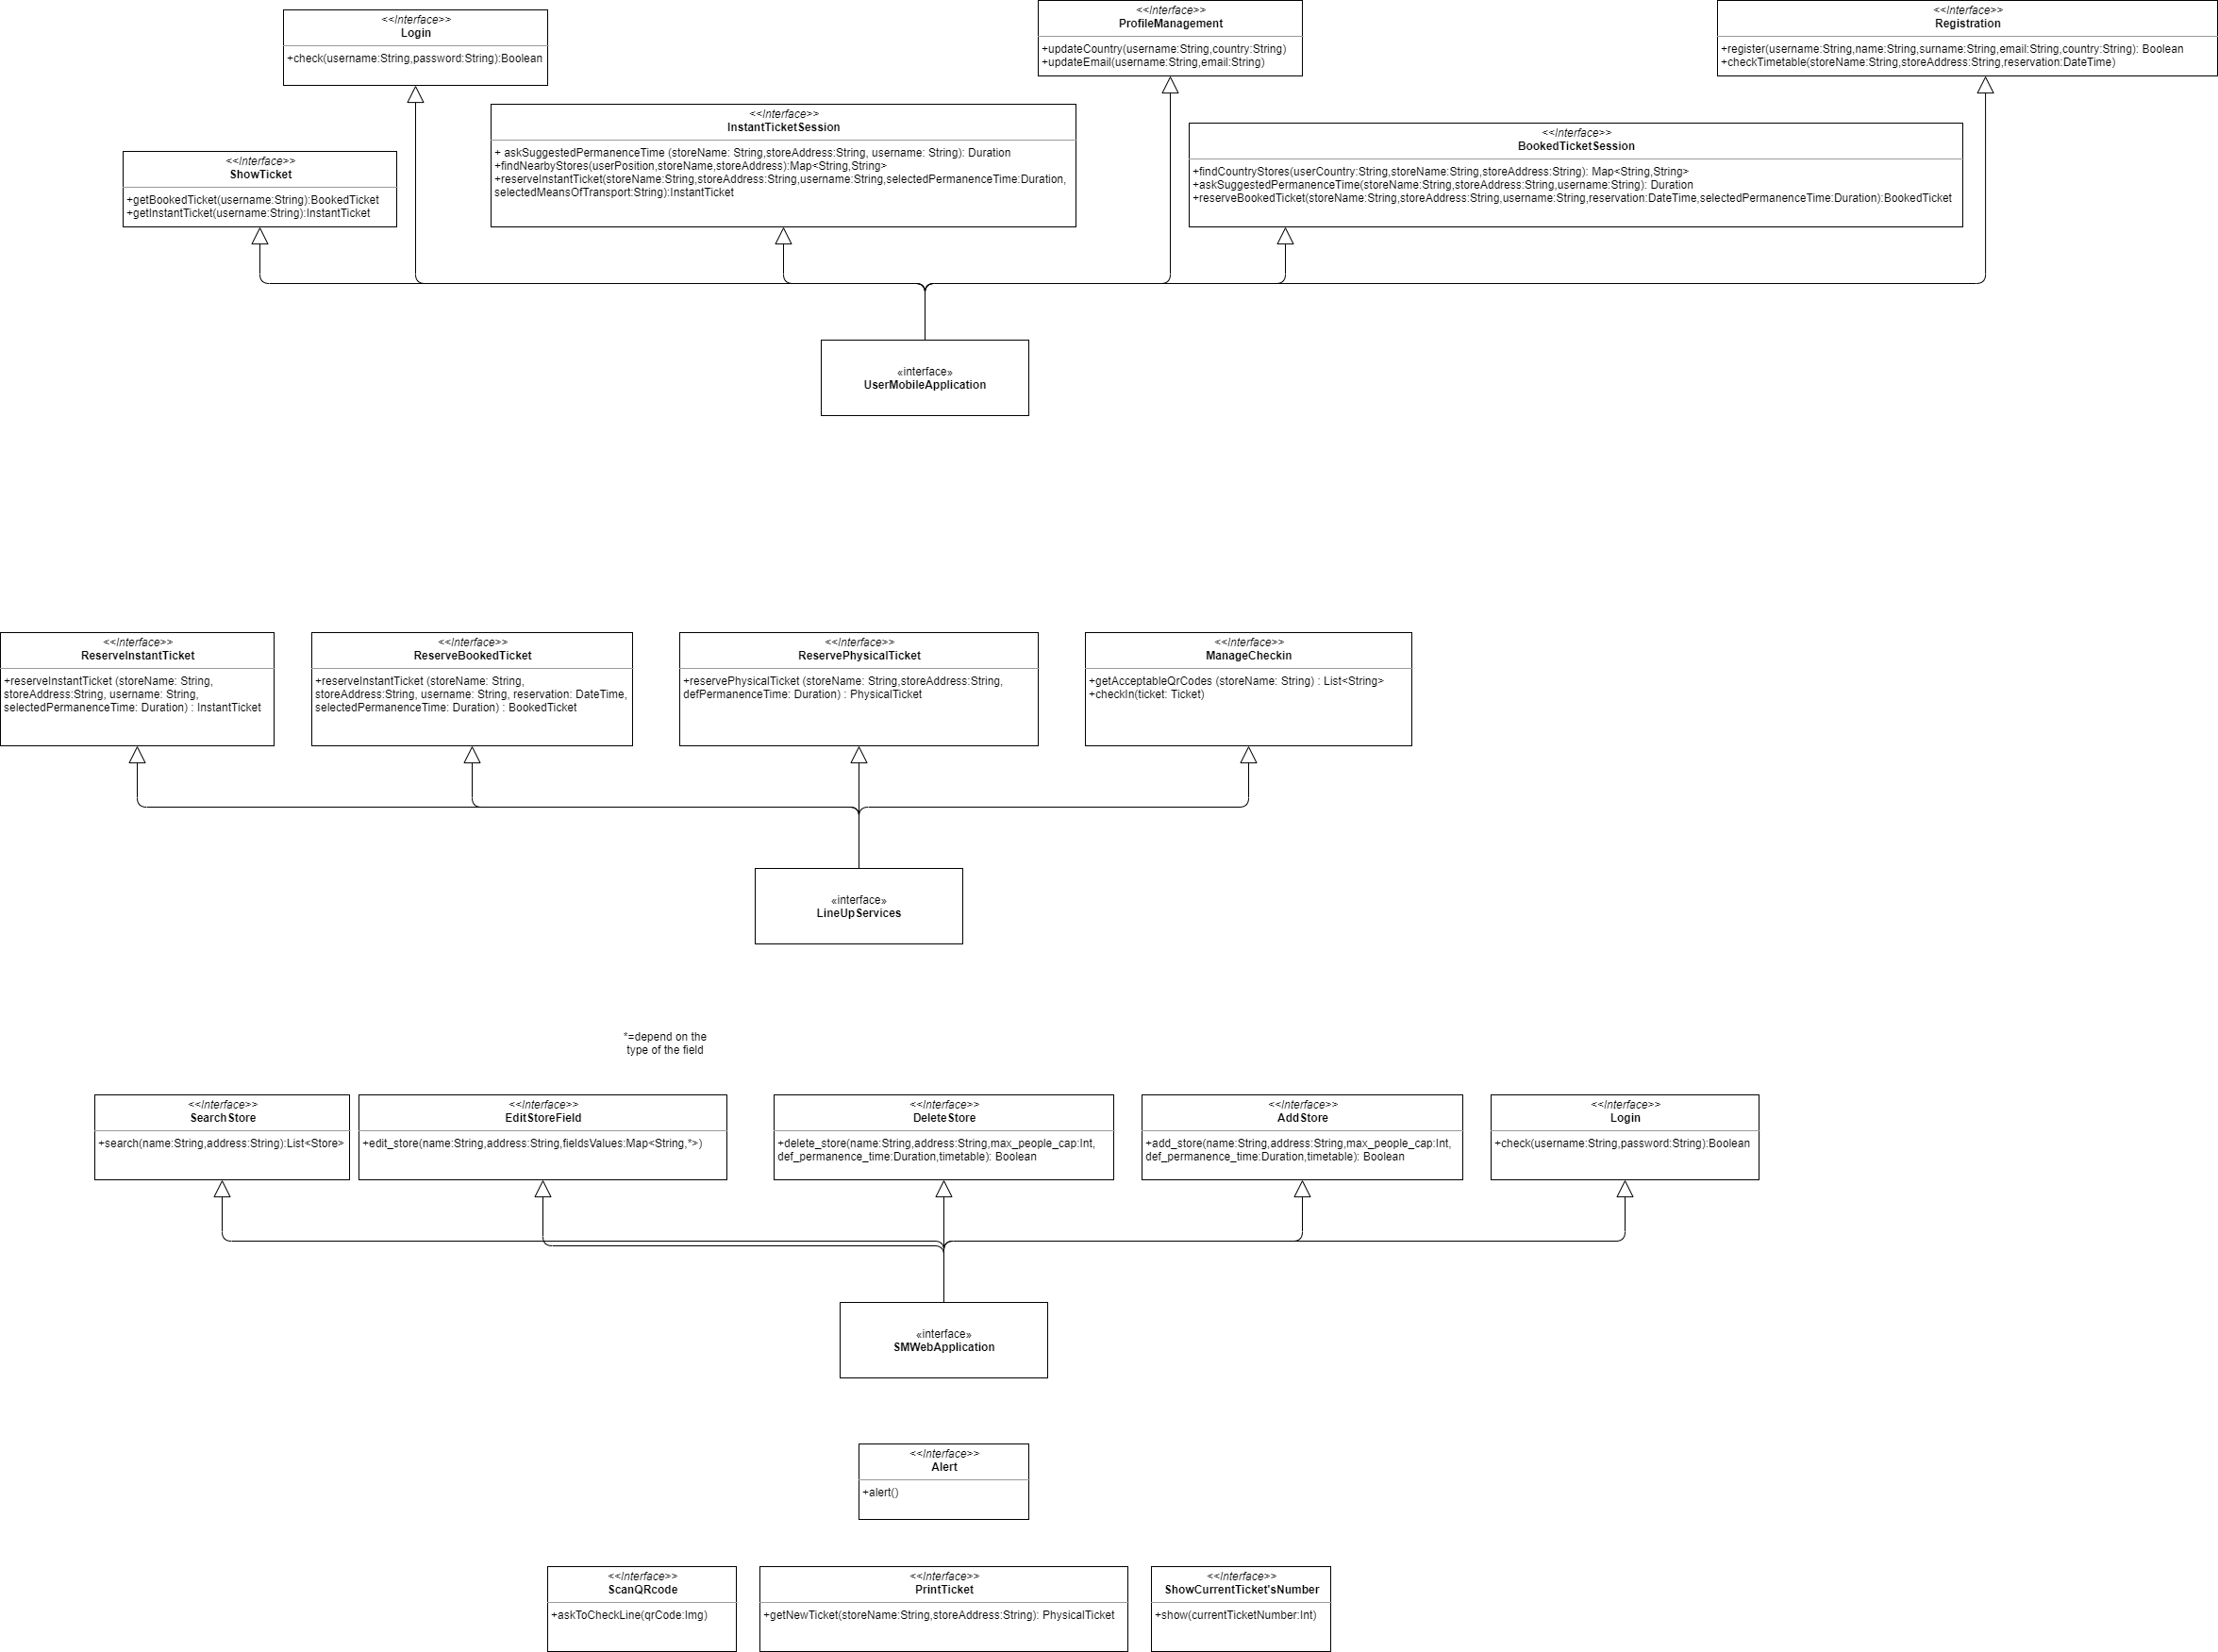 <<Interface>>
Login
+check(username:String,password:String):Boolean
<<Interface>>
ProfileManagement
+updateCountry(username:String,country:String)
+updateEmail(username:String,email:String)
<<Interface>>
Registration
+register(username:String,name:String,surname:String,email:String,country:String): Boolean
+checkTimetable(storeName:String,storeAddress:String,reservation:DateTime)
<<Interface>>
InstantTicketSession
+ askSuggestedPermanenceTime (storeName: String,storeAddress:String, username: String): Duration
+findNearbyStores(userPosition,storeName,storeAddress):Map<String,String>
+reserveInstantTicket(storeName:String,storeAddress:String,username:String,selectedPermanenceTime:Duration,
selectedMeansOfTransport:String):InstantTicket
<<Interface>>
BookedTicketSession
+findCountryStores(userCountry:String,storeName:String,storeAddress:String): Map<String,String>
+askSuggestedPermanenceTime(storeName:String,storeAddress:String,username:String): Duration
+reserveBookedTicket(storeName:String,storeAddress:String,username:String,reservation:DateTime,selectedPermanenceTime:Duration):BookedTicket
<<Interface>>
ShowTicket
+getBookedTicket(username:String):BookedTicket
+getInstantTicket(username:String):InstantTicket
«interface»
UserMobileApplication
<<Interface>>
ReserveInstantTicket
+reserveInstantTicket (storeName: String,
storeAddress:String, username: String,
selectedPermanenceTime: Duration) : InstantTicket
<<Interface>>
ReserveBookedTicket
+reserveInstantTicket (storeName: String,
storeAddress:String, username: String, reservation: DateTime,
selectedPermanenceTime: Duration) : BookedTicket
<<Interface>>
ReservePhysicalTicket
+reservePhysicalTicket (storeName: String,storeAddress:String,
defPermanenceTime: Duration) : PhysicalTicket
<<Interface>>
ManageCheckin
+getAcceptableQrCodes (storeName: String) : List<String>
+checkIn(ticket: Ticket)
«interface»
LineUpServices
*=depend on the
type of the field
<<Interface>>
SearchStore
+search(name:String,address:String):List<Store>
<<Interface>>
EditStoreField
+edit_store(name:String,address:String,fieldsValues:Map<String,*>)
<<Interface>>
DeleteStore
+delete_store(name:String,address:String,max_people_cap:Int,
def_permanence_time:Duration,timetable): Boolean
<<Interface>>
AddStore
+add_store(name:String,address:String,max_people_cap:Int,
def_permanence_time:Duration,timetable): Boolean
<<Interface>>
Login
+check(username:String,password:String):Boolean
«interface»
SMWebApplication
<<Interface>>
Alert
+alert()
<<Interface>>
ScanQRcode
+askToCheckLine(qrCode:Img)
<<Interface>>
PrintTicket
+getNewTicket(storeName:String,storeAddress:String): PhysicalTicket
<<Interface>>
ShowCurrentTicket'sNumber
+show(currentTicketNumber:Int)